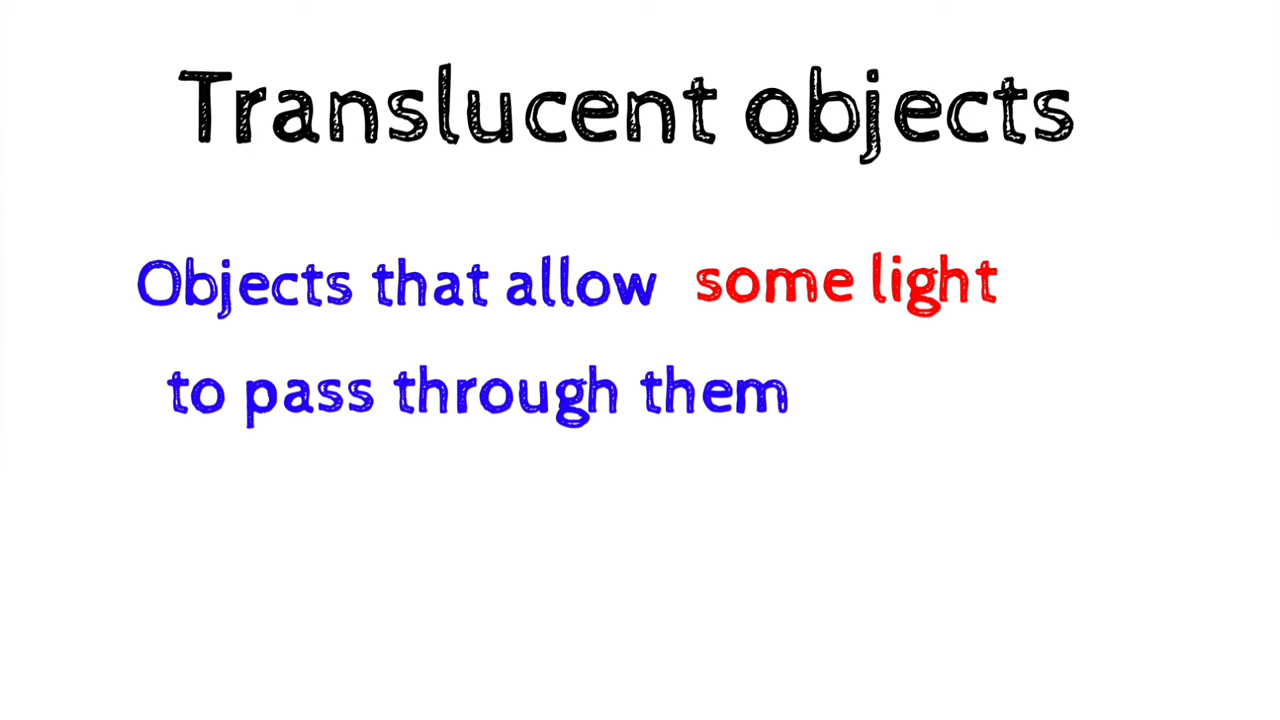 Translucent objects
Objects that allow some light
to pass through them